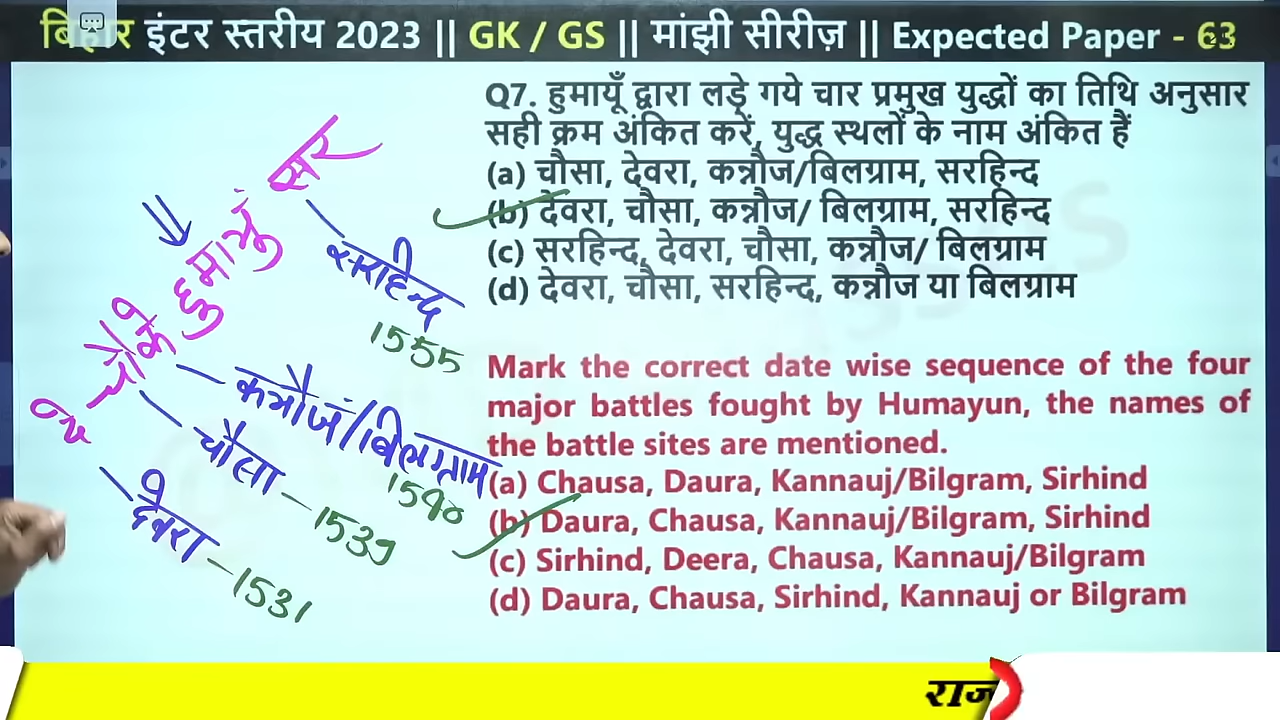 बिहार इंटर स्तरीय 2023 || GK / GS || मांझी सीरीज़ || Expected Paper - 63
Q7. हुमायूँ द्वारा लड़े गये चार प्रमुख युद्धों का तिथि अनुसार
सही क्रम अंकित करें, युद्ध स्थलों के नाम अंकित हैं
(a) चौसा, देवरा, कन्नौज/बिलग्राम, सरहिन्द
(b) देवरा, चौसा, कन्नौज/ बिलग्राम, सरहिन्द
(c) सरहिन्द, देवरा, चौसा, कन्नौज/ बिलग्राम
(d) देवरा, चौसा, सरहिन्द, कन्नौज या बिलग्राम
Mark the correct date wise sequence of the four
major battles fought by Humayun, the names of
the battle sites are mentioned.
(a) Chausa, Daura, Kannauj/Bilgram, Sirhind
(b) Daura, Chausa, Kannauj/Bilgram, Sirhind
(c) Sirhind, Deera, Chausa, Kannauj/Bilgram
(d) Daura, Chausa, Sirhind, Kannauj or Bilgram
सर
सरहिन्द
1555
कन्नौज/बिलग्राम
1540
चौसा – 1539
देवरा – 1531
राज